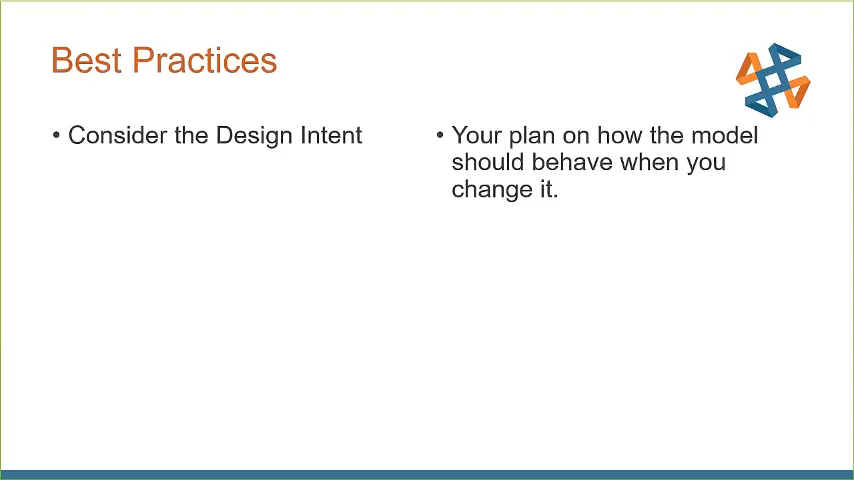 Best Practices
• Consider the Design Intent
• Your plan on how the model
should behave when you
change it.